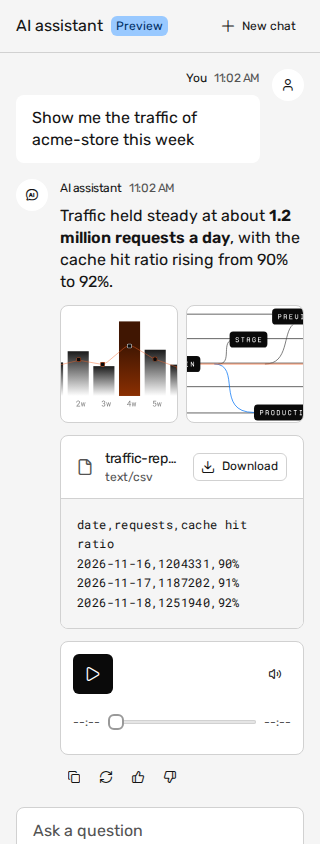 AI assistant Preview + New chat
You 11:02 AM
Show me the traffic of
acme-store this week
AI
AI assistant 11:02 AM
Traffic held steady at about 1.2
million requests a day, with the
cache hit ratio rising from 90%
to 92%.
2w 3w 4w 5w
PREVI
STAGE
IN
PRODUCTI
traffic-rep... Download
text/csv
date,requests,cache hit
ratio
2026-11-16,1204331,90%
2026-11-17,1187202,91%
2026-11-18,1251940,92%
--:-- --:--
Ask a question